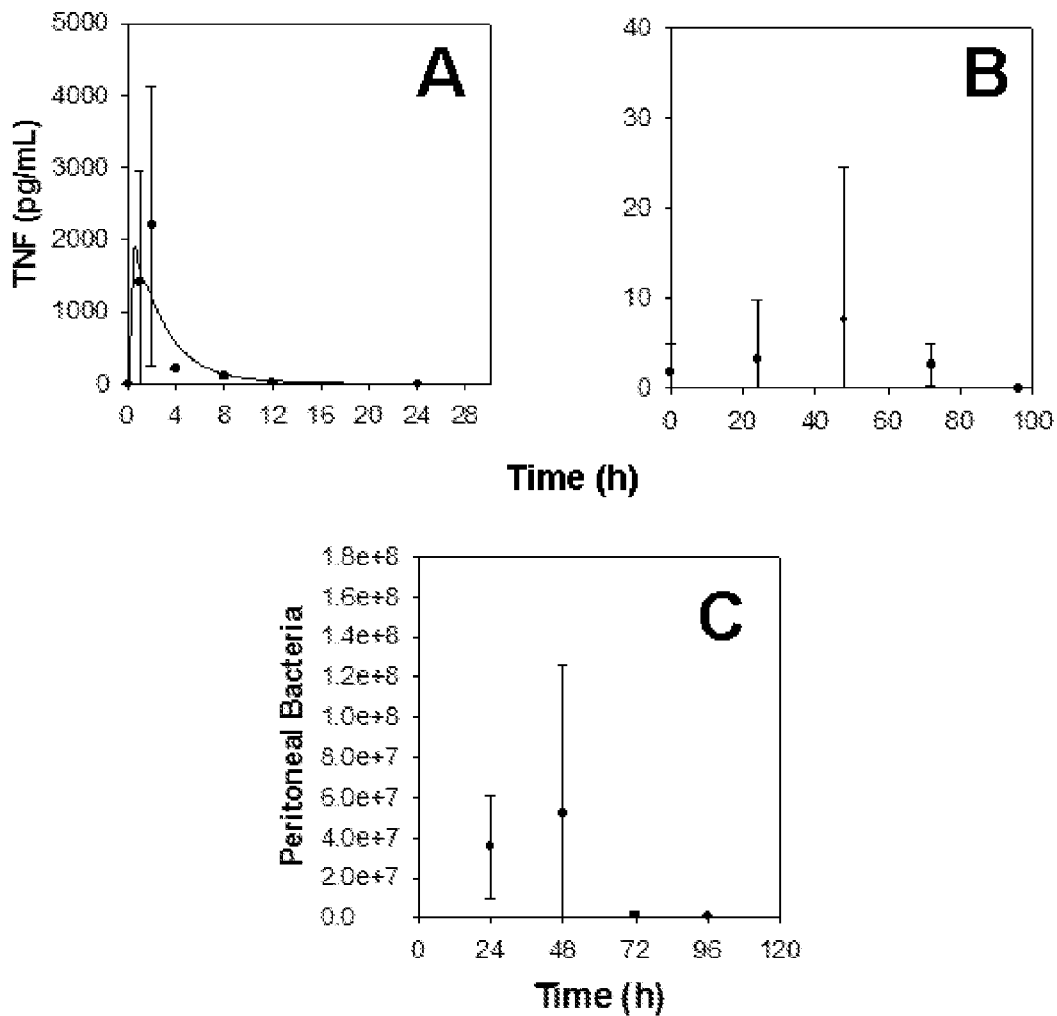 A
5000
4000
3000
2000
1000
0
TNF (pg/mL)
0 4 8 12 16 20 24 28
B
40
30
20
10
0
0 20 40 60 80 100
Time (h)
C
1.8e+8
1.6e+8
1.4e+8
1.2e+8
1.0e+8
8.0e+7
6.0e+7
4.0e+7
2.0e+7
0.0
Peritoneal Bacteria
0 24 48 72 96 120
Time (h)